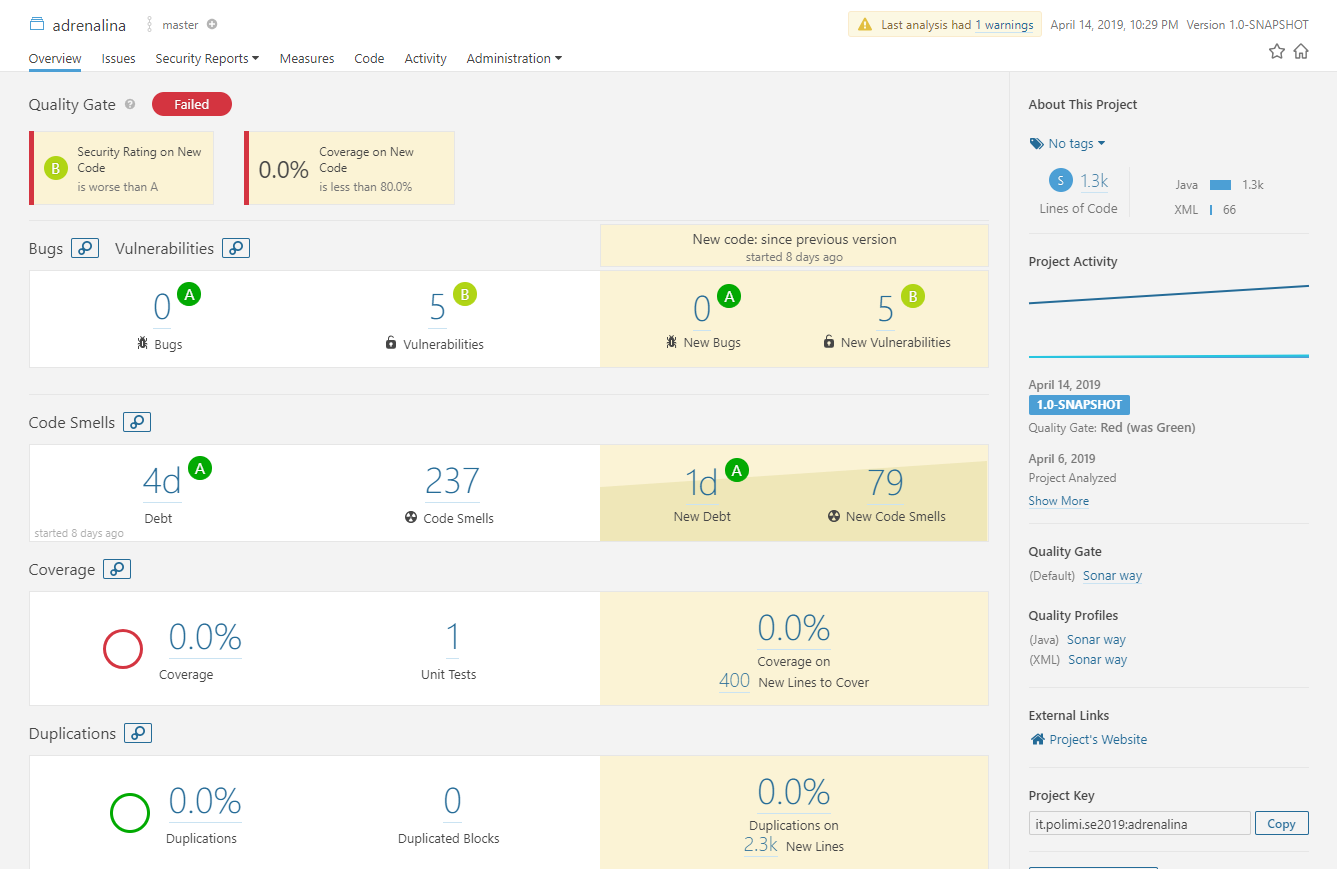 adrenalina master
Last analysis had 1 warnings April 14, 2019, 10:29 PM Version 1.0-SNAPSHOT
Overview Issues Security Reports Measures Code Activity Administration
Quality Gate ? Failed
B
Security Rating on New
Code
is worse than A
0.0%
Coverage on New
Code
is less than 80.0%
Bugs Vulnerabilities
New code: since previous version
started 8 days ago
0 A
Bugs
5 B
Vulnerabilities
0 A
New Bugs
5 B
New Vulnerabilities
Code Smells
4d A
Debt
237
Code Smells
started 8 days ago
1d A
New Debt
79
New Code Smells
Coverage
0.0%
Coverage
1
Unit Tests
0.0%
Coverage on
400 New Lines to Cover
Duplications
0.0%
Duplications
0
Duplicated Blocks
0.0%
Duplications on
2.3k New Lines
About This Project
No tags
S 1.3k
Lines of Code
Java 1.3k
XML 66
Project Activity
April 14, 2019
1.0-SNAPSHOT
Quality Gate: Red (was Green)
April 6, 2019
Project Analyzed
Show More
Quality Gate
(Default) Sonar way
Quality Profiles
(Java) Sonar way
(XML) Sonar way
External Links
Project's Website
Project Key
it.polimi.se2019:adrenalina Copy